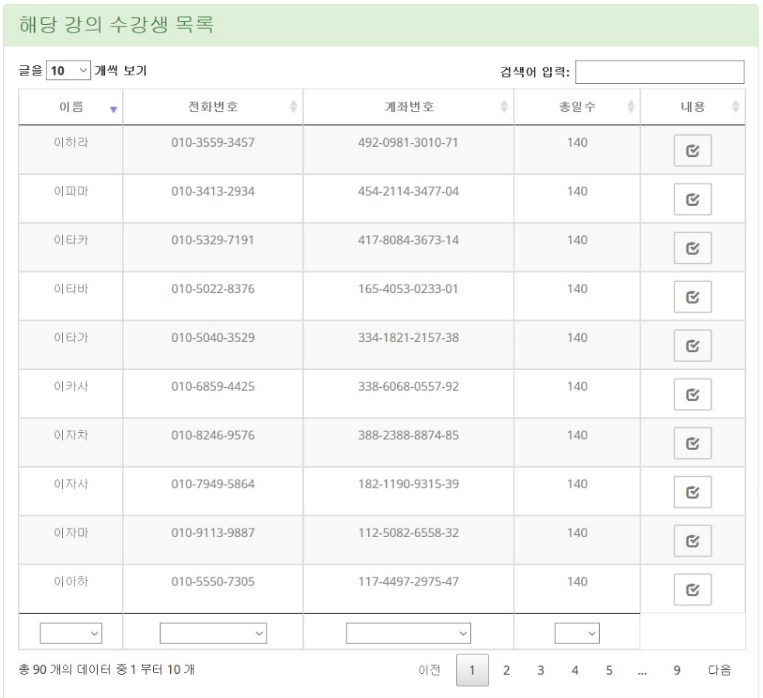 해당 강의 수강생 목록
글을 10 개씩 보기 검색어 입력:
이름 전화번호 계좌번호 총일수 내용
이하라 010-3559-3457 492-0981-3010-71 140
이파마 010-3413-2934 454-2114-3477-04 140
이타카 010-5329-7191 417-8084-3673-14 140
이타바 010-5022-8376 165-4053-0233-01 140
이타가 010-5040-3529 334-1821-2157-38 140
이카사 010-6859-4425 338-6068-0557-92 140
이자차 010-8246-9576 388-2388-8874-85 140
이자사 010-7949-5864 182-1190-9315-39 140
이자마 010-9113-9887 112-5082-6558-32 140
이아하 010-5550-7305 117-4497-2975-47 140
총 90 개의 데이터 중 1 부터 10 개 이전 1 2 3 4 5 ... 9 다음